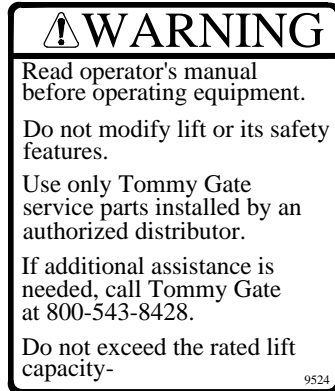 WARNING
Read operator's manual
before operating equipment.
Do not modify lift or its safety
features.
Use only Tommy Gate
service parts installed by an
authorized distributor.
If additional assistance is
needed, call Tommy Gate
at 800-543-8428.
Do not exceed the rated lift
capacity-
9524